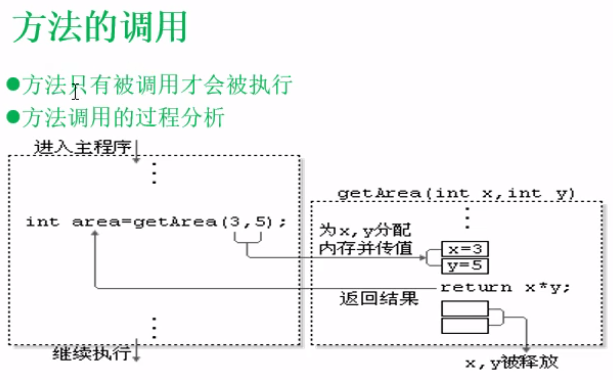 方法的调用
●方法只有被调用才会被执行
●方法调用的过程分析
进入主程序
int area=getArea(3,5);
继续执行
getArea(int x,int y)
为x,y分配
内存并传值
x=3
y=5
return x*y;
返回结果
x,y被释放